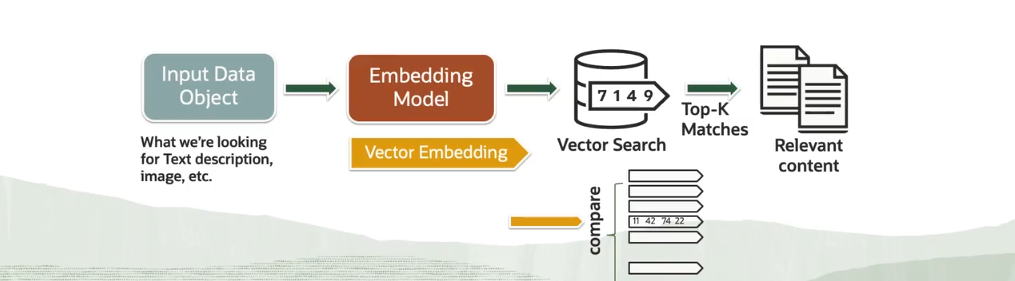 Input Data
Object
Embedding
Model
7 1 4 9
Top-K
Matches
What we're looking
for Text description,
image, etc.
Vector Embedding
Vector Search
Relevant
content
compare
11 42 74 22